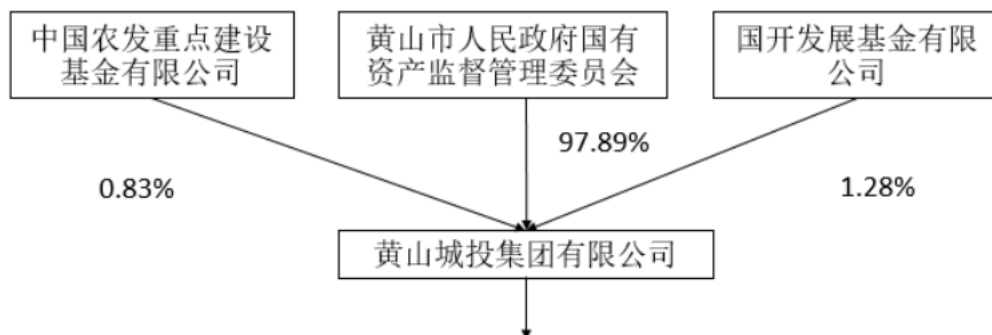 中国农发重点建设
基金有限公司
黄山市人民政府国有
资产监督管理委员会
国开发展基金有限
公司
97.89%
0.83%
1.28%
黄山城投集团有限公司